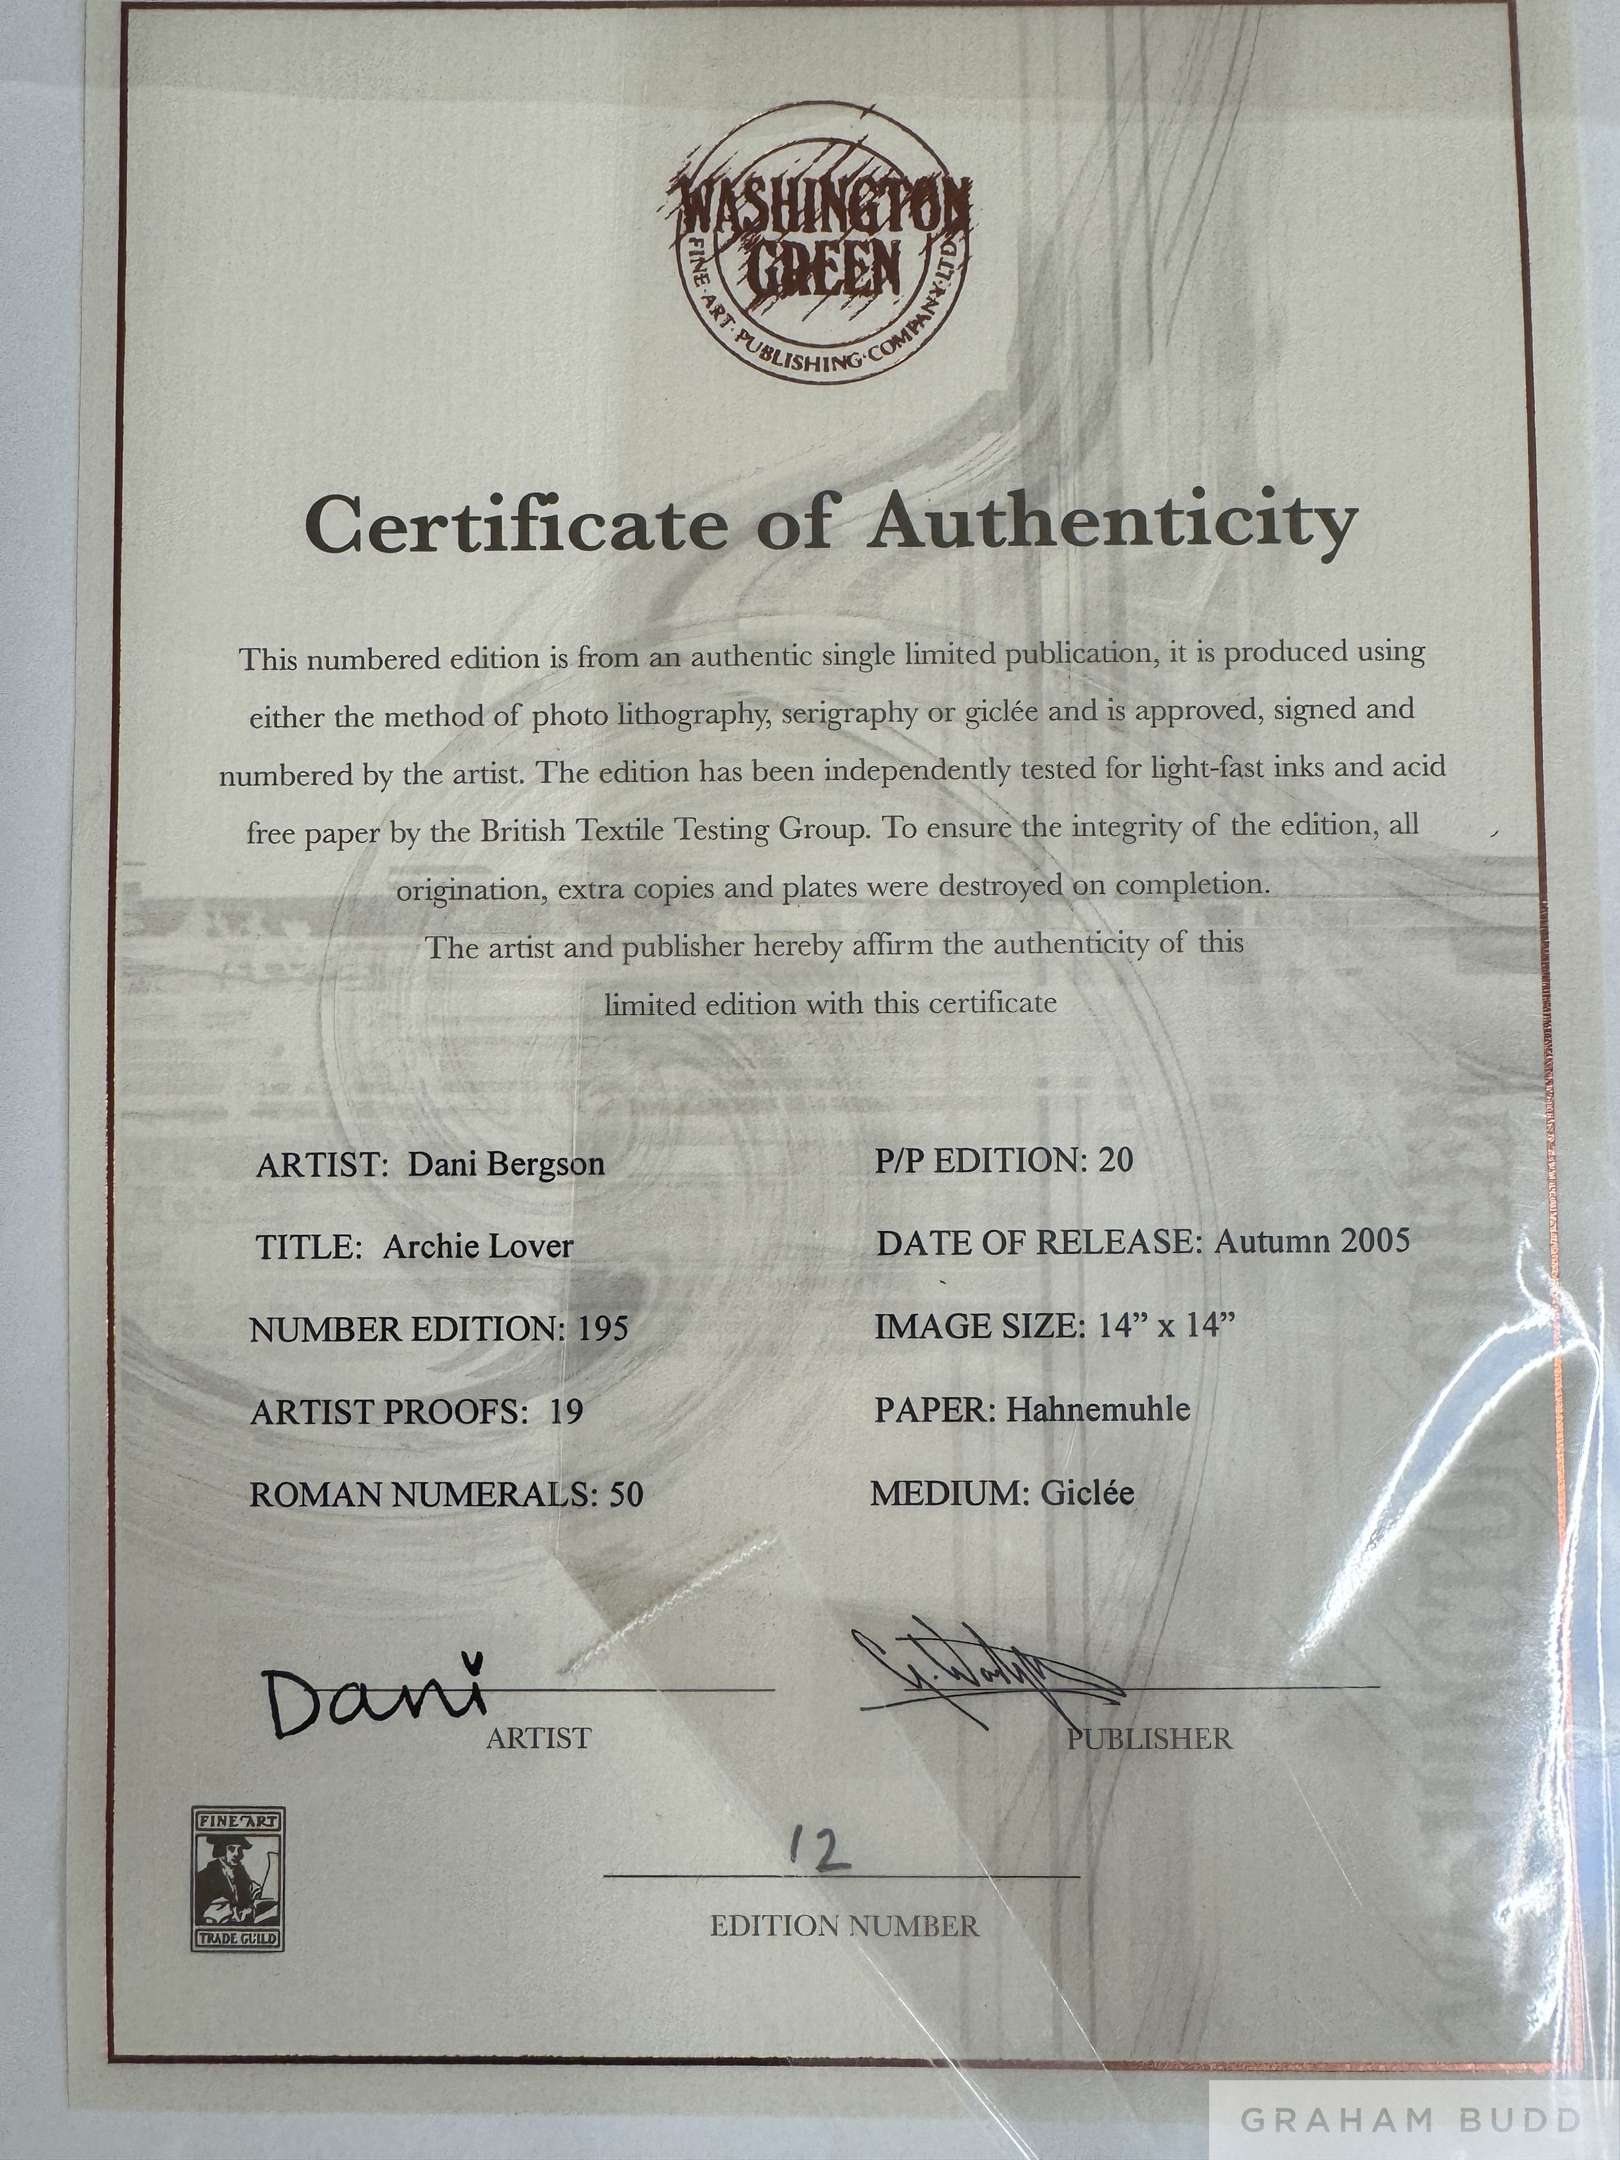 WASHINGTON
GREEN
FINE · ART · PUBLISHING · COMPANY · LTD
Certificate of Authenticity
This numbered edition is from an authentic single limited publication, it is produced using
either the method of photo lithography, serigraphy or giclée and is approved, signed and
numbered by the artist. The edition has been independently tested for light-fast inks and acid
free paper by the British Textile Testing Group. To ensure the integrity of the edition, all
origination, extra copies and plates were destroyed on completion.
The artist and publisher hereby affirm the authenticity of this
limited edition with this certificate
ARTIST: Dani Bergson
P/P EDITION: 20
TITLE: Archie Lover
DATE OF RELEASE: Autumn 2005
NUMBER EDITION: 195
IMAGE SIZE: 14” x 14”
ARTIST PROOFS: 19
PAPER: Hahnemuhle
ROMAN NUMERALS: 50
MEDIUM: Giclée
Dani
ARTIST
PUBLISHER
FINE ART
TRADE GUILD
12
EDITION NUMBER
GRAHAM BUDD